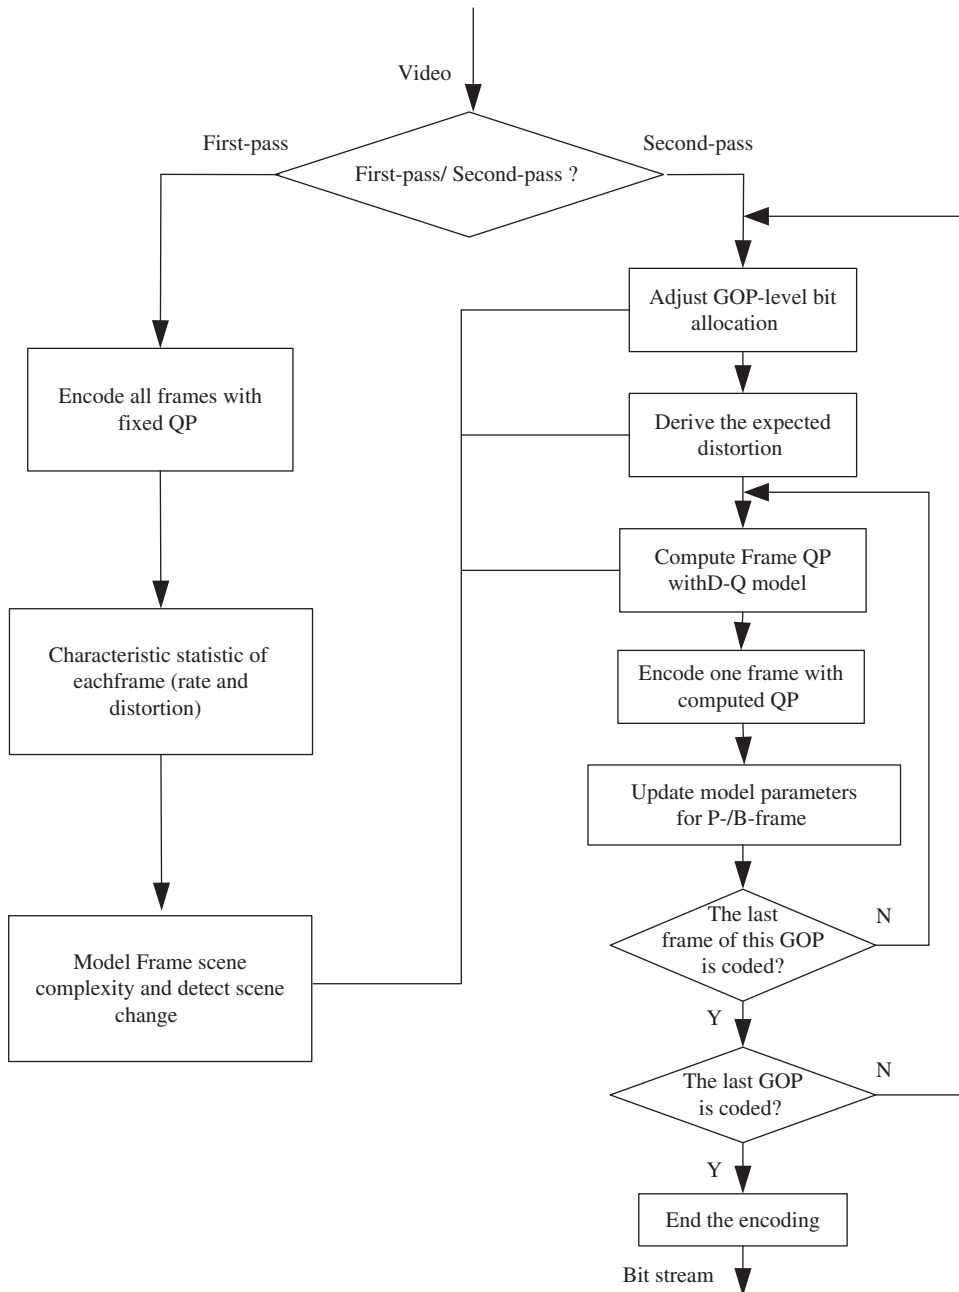 Video
First-pass
Second-pass
First-pass/ Second-pass ?
Encode all frames with
fixed QP
Characteristic statistic of
eachframe (rate and
distortion)
Model Frame scene
complexity and detect scene
change
Adjust GOP-level bit
allocation
Derive the expected
distortion
Compute Frame QP
withD-Q model
Encode one frame with
computed QP
Update model parameters
for P-/B-frame
The last
frame of this GOP
is coded?
N
Y
The last GOP
is coded?
N
Y
End the encoding
Bit stream